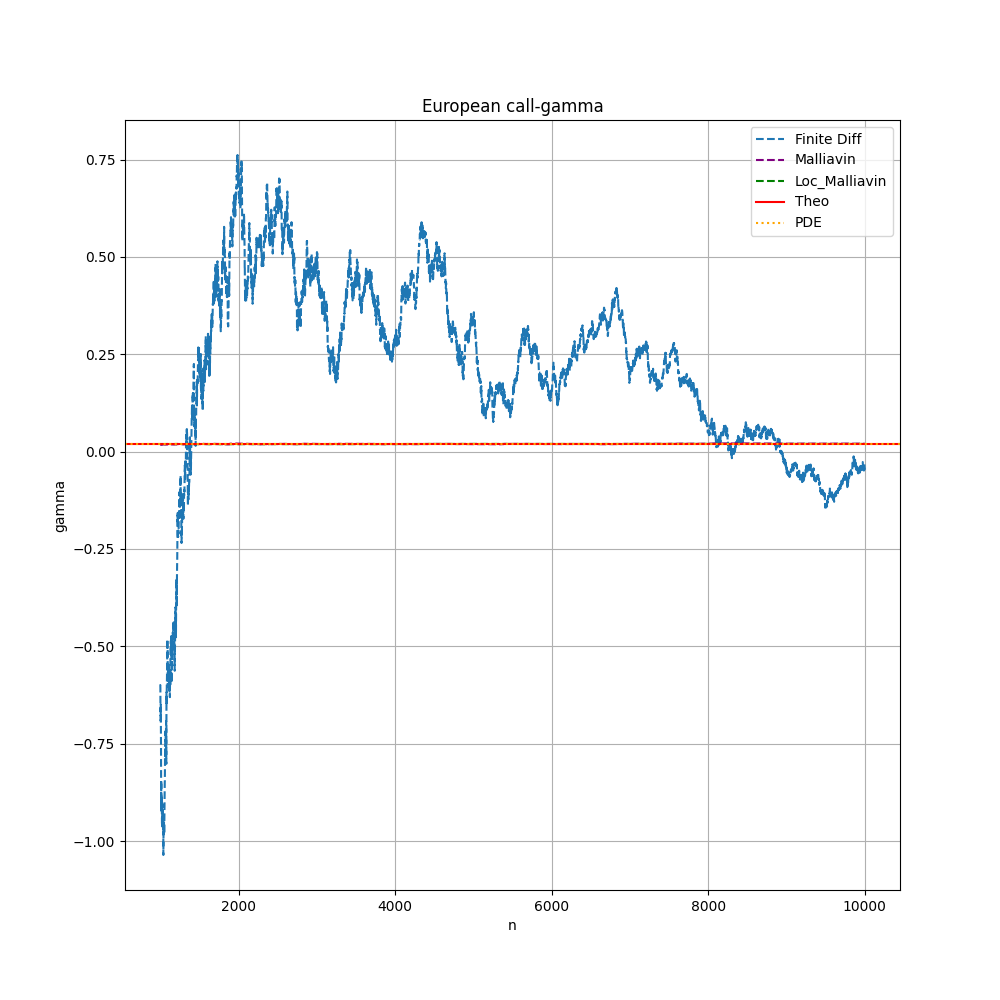 European call-gamma
Finite Diff
Malliavin
Loc_Malliavin
Theo
PDE
0.75
0.50
0.25
0.00
−0.25
−0.50
−0.75
−1.00
gamma
2000
4000
6000
8000
10000
n